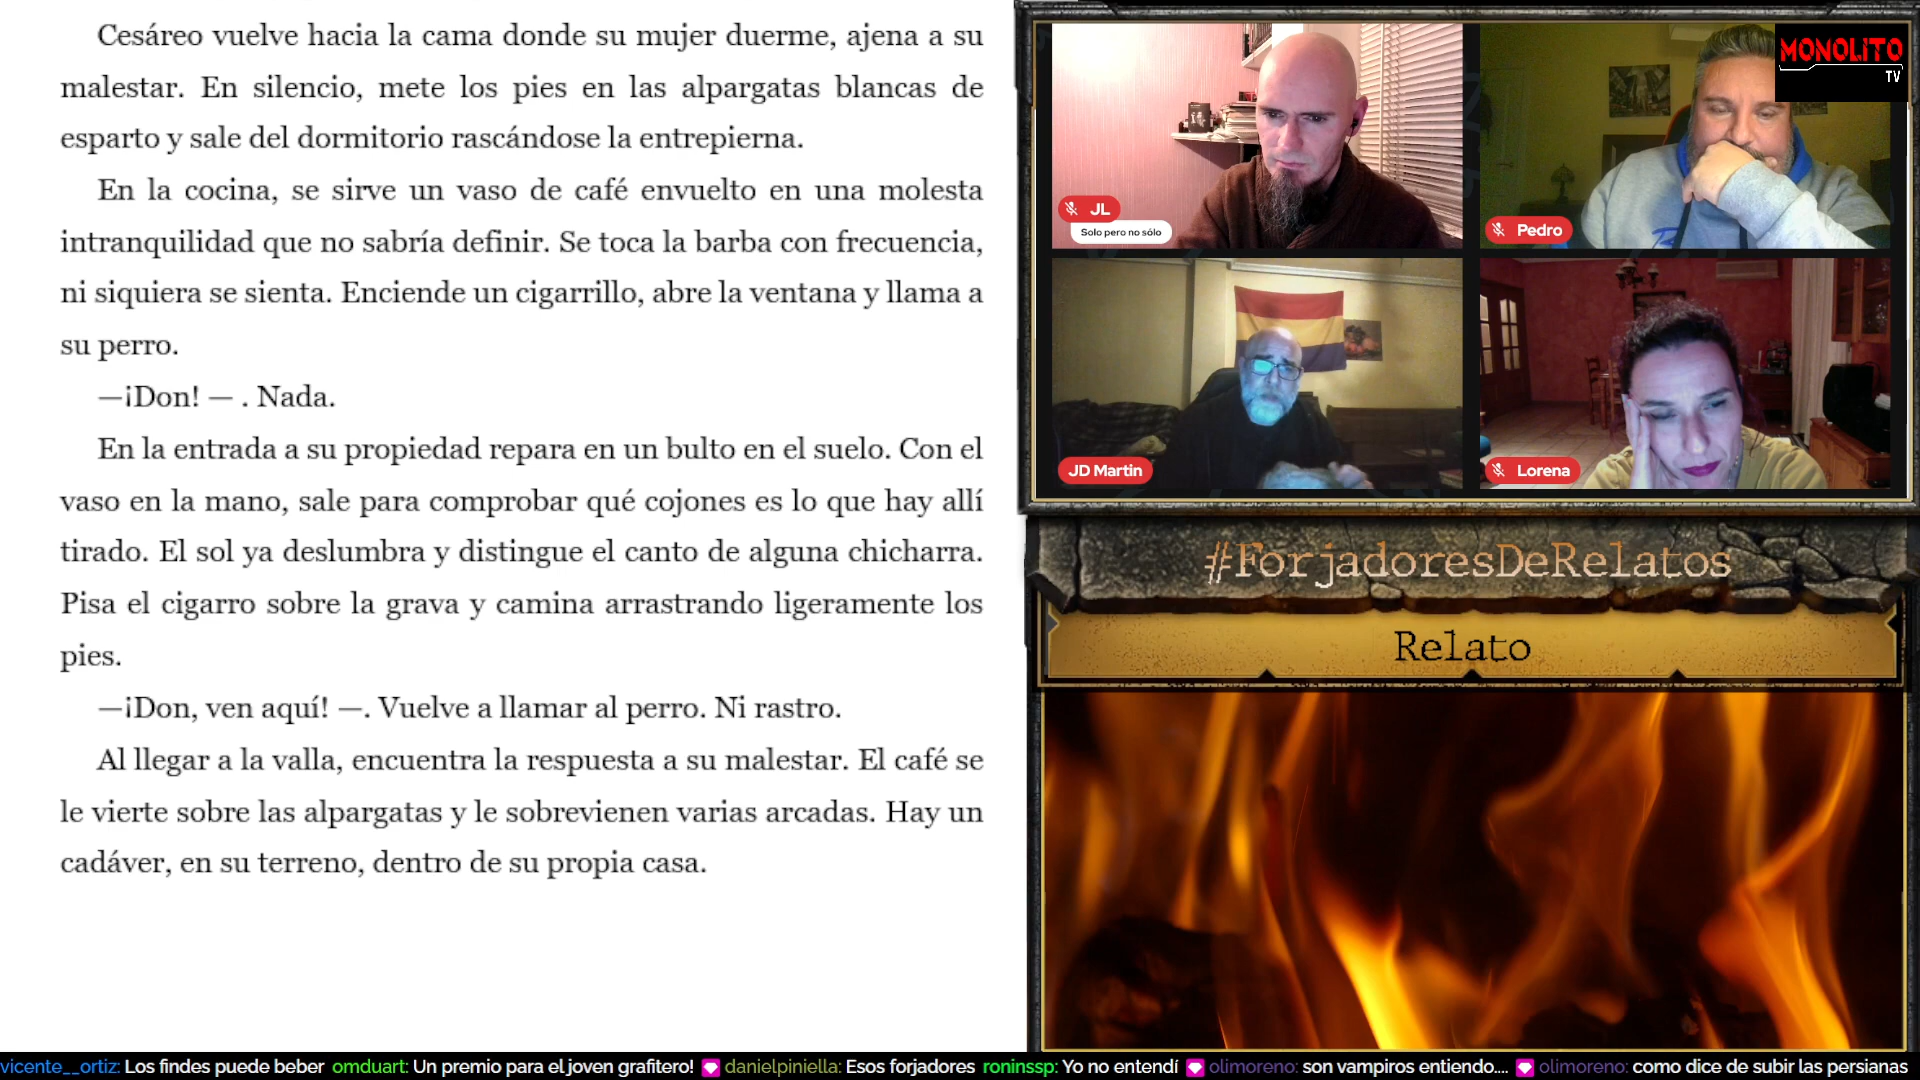 Cesáreo vuelve hacia la cama donde su mujer duerme, ajena a su
malestar. En silencio, mete los pies en las alpargatas blancas de
esparto y sale del dormitorio rascándose la entrepierna.
En la cocina, se sirve un vaso de café envuelto en una molesta
intranquilidad que no sabría definir. Se toca la barba con frecuencia,
ni siquiera se sienta. Enciende un cigarrillo, abre la ventana y llama a
su perro.
—¡Don! — . Nada.
En la entrada a su propiedad repara en un bulto en el suelo. Con el
vaso en la mano, sale para comprobar qué cojones es lo que hay allí
tirado. El sol ya deslumbra y distingue el canto de alguna chicharra.
Pisa el cigarro sobre la grava y camina arrastrando ligeramente los
pies.
—¡Don, ven aquí! —. Vuelve a llamar al perro. Ni rastro.
Al llegar a la valla, encuentra la respuesta a su malestar. El café se
le vierte sobre las alpargatas y le sobrevienen varias arcadas. Hay un
cadáver, en su terreno, dentro de su propia casa.
MONOLITO
TV
JL
Solo pero no sólo
Pedro
JD Martin
Lorena
#ForjadoresDeRelatos
Relato
vicente__ortiz: Los findes puede beber omduart: Un premio para el joven grafitero! danielpiniella: Esos forjadores roninssp: Yo no entendí olimoreno: son vampiros entiendo.... olimoreno: como dice de subir las persianas